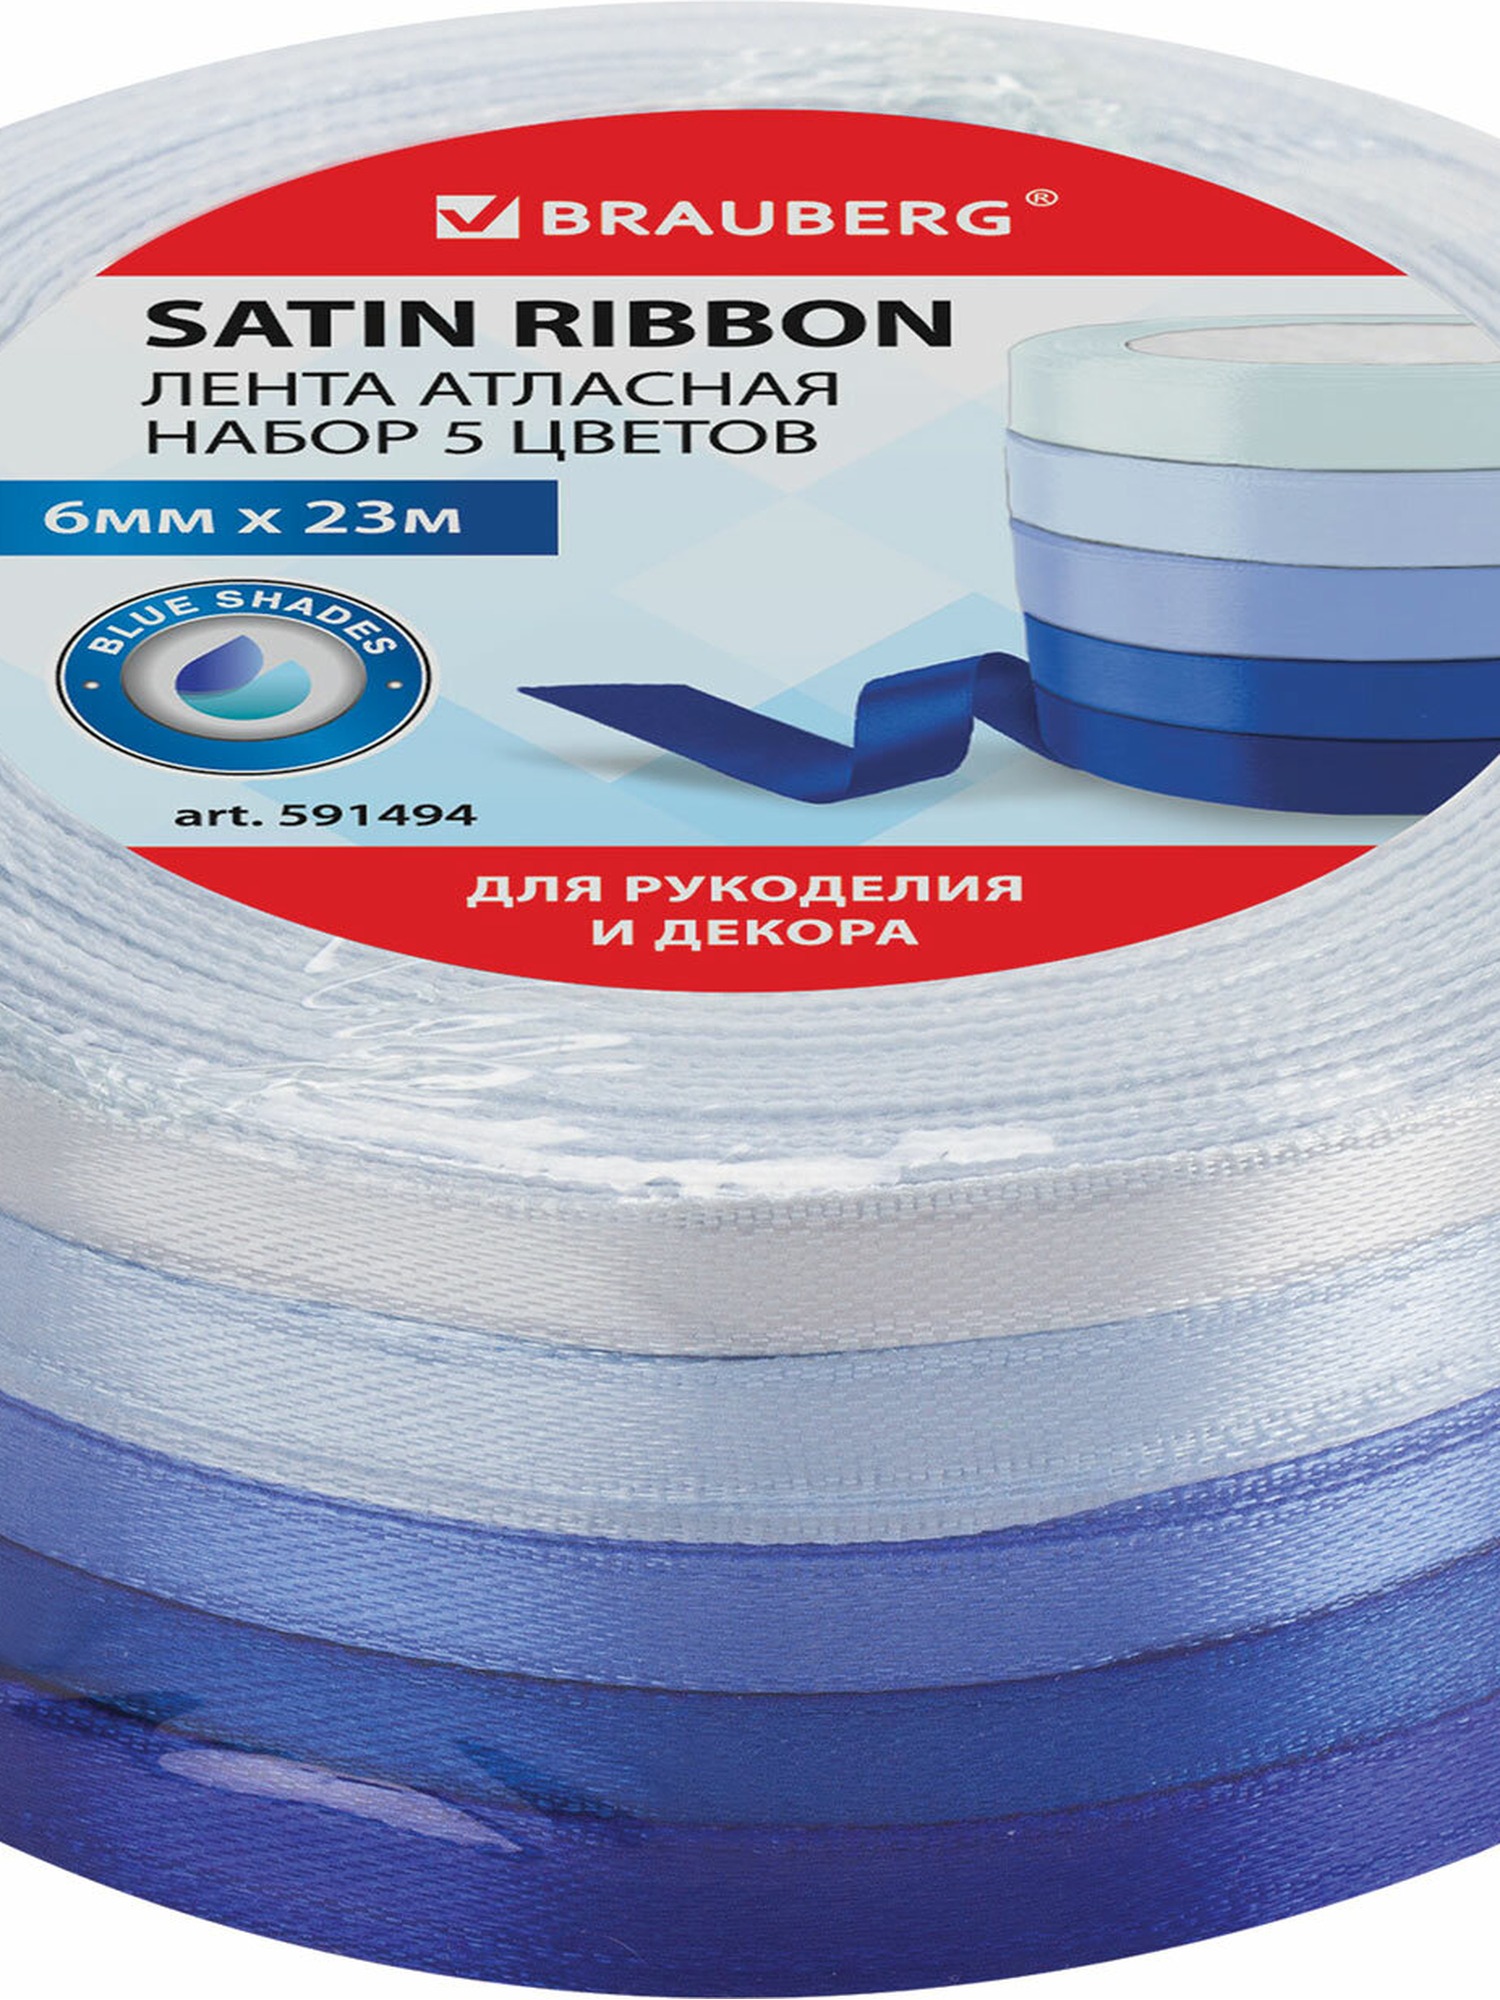 BRAUBERG®
SATIN RIBBON
ЛЕНТА АТЛАСНАЯ
НАБОР 5 ЦВЕТОВ
6мм x 23м
BLUE SHADES
art. 591494
ДЛЯ РУКОДЕЛИЯ
И ДЕКОРА